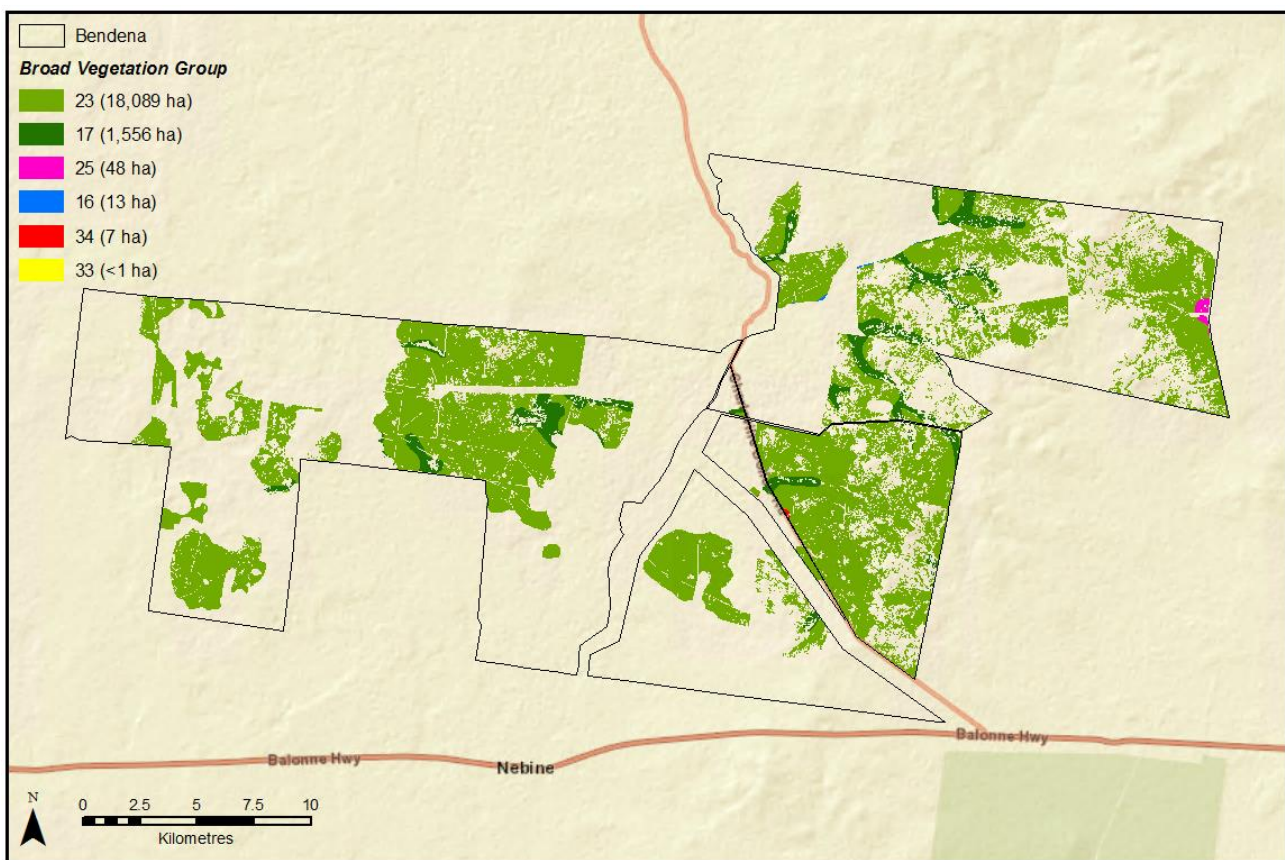 Bendena
Broad Vegetation Group
23 (18,089 ha)
17 (1,556 ha)
25 (48 ha)
16 (13 ha)
34 (7 ha)
33 (<1 ha)
Balonne Hwy
Balonne Hwy
Nebine
N
0 2.5 5 7.5 10
Kilometres